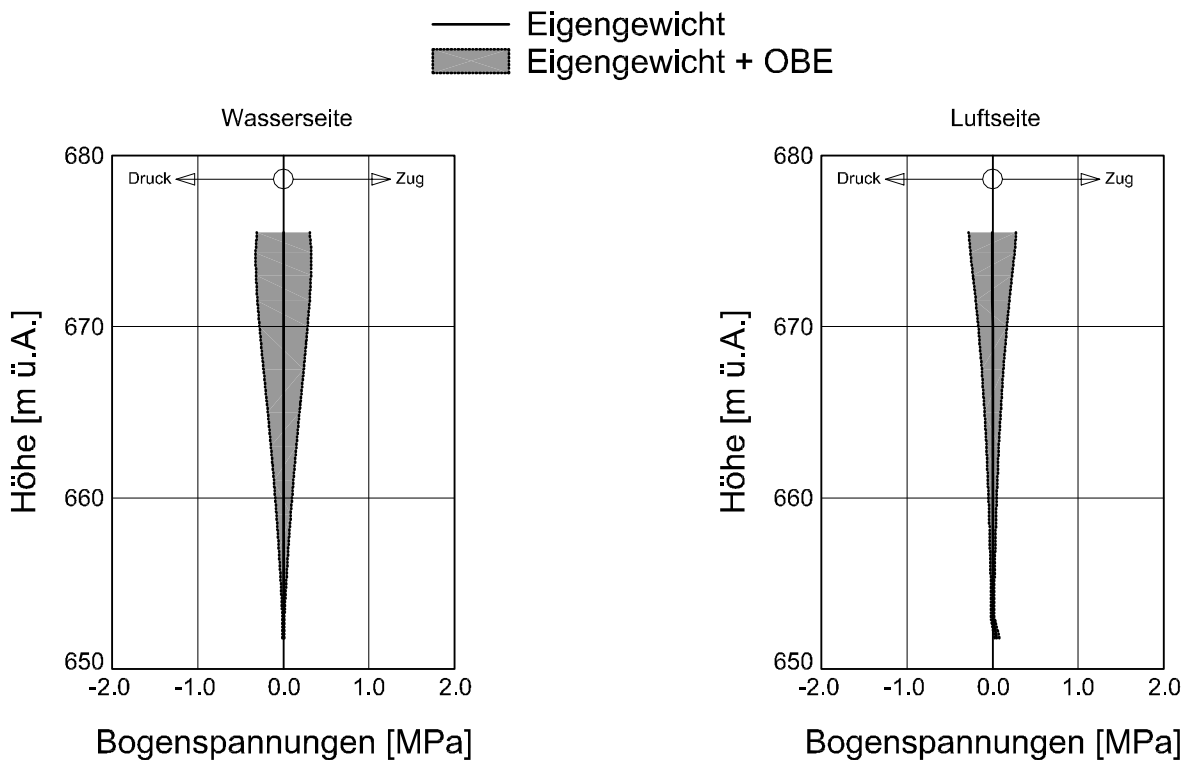 Eigengewicht
Eigengewicht + OBE
Wasserseite
680
Druck
Zug
670
660
650
-2.0 -1.0 0.0 1.0 2.0
Höhe [m ü.A.]
Bogenspannungen [MPa]
Luftseite
680
Druck
Zug
670
660
650
-2.0 -1.0 0.0 1.0 2.0
Höhe [m ü.A.]
Bogenspannungen [MPa]